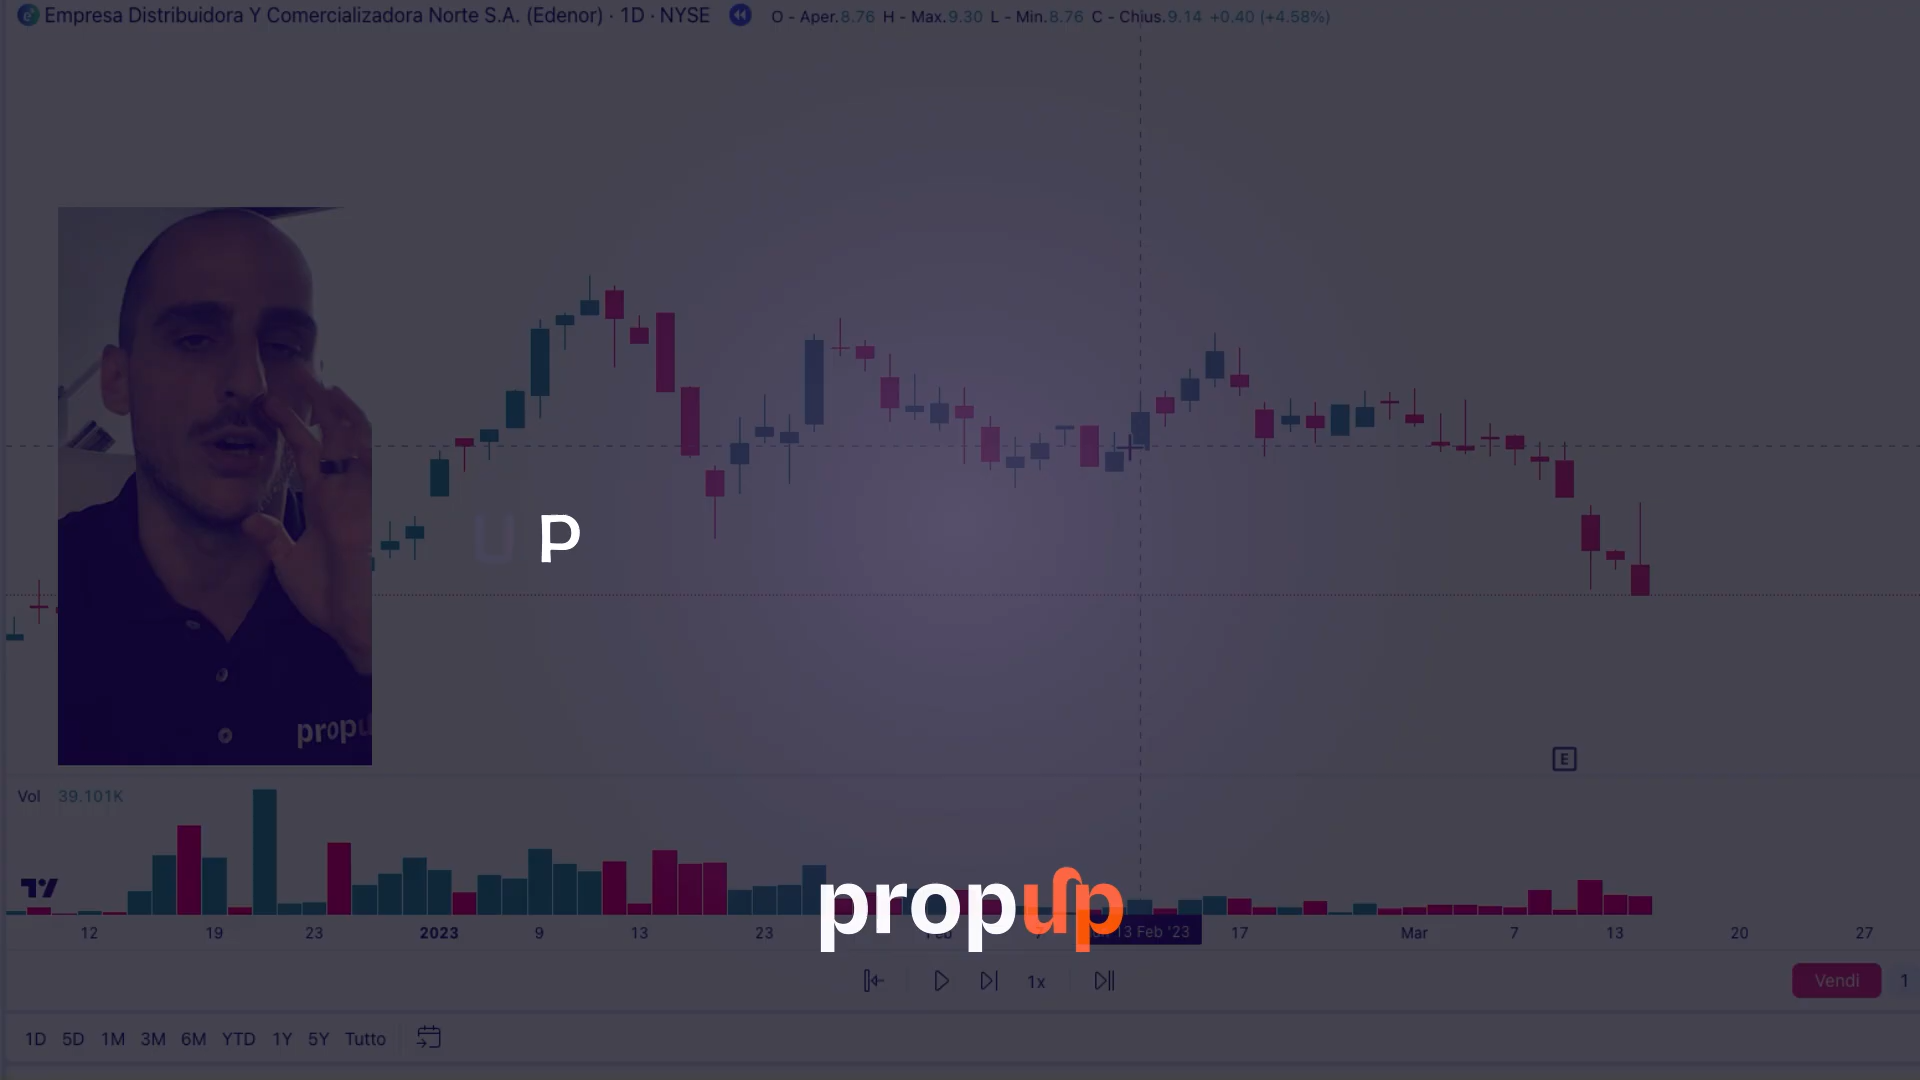 Empresa Distribuidora Y Comercializadora Norte S.A. (Edenor) · 1D · NYSE O - Aper.8.76 H - Max.9.30 L - Min.8.76 C - Chius.9.14 +0.40 (+4.58%)
U P
propu
E
Vol 39.101K
propup
12 19 23 2023 9 13 23 13 Feb '23 17 Mar 7 13 20 27
1x
Vendi 1
1D 5D 1M 3M 6M YTD 1Y 5Y Tutto